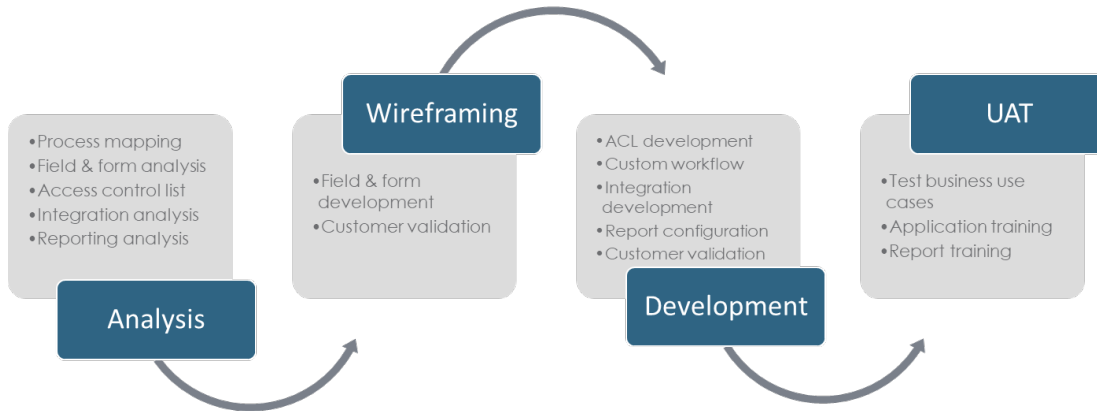 •Process mapping
•Field & form analysis
•Access control list
•Integration analysis
•Reporting analysis
Analysis
Wireframing
•Field & form
development
•Customer validation
•ACL development
•Custom workflow
•Integration
development
•Report configuration
•Customer validation
Development
UAT
•Test business use
cases
•Application training
•Report training